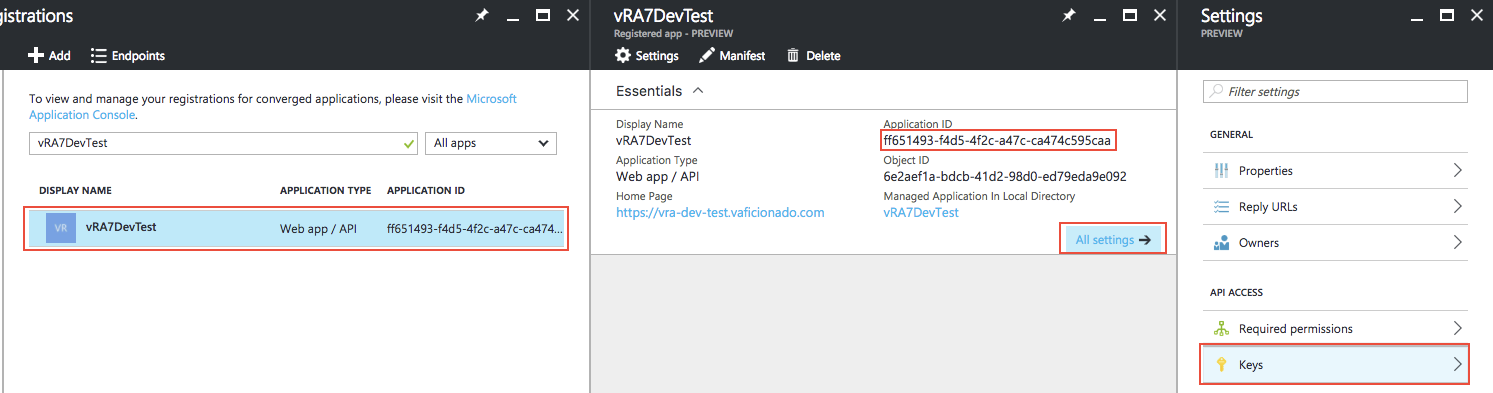 gistrations
Add
Endpoints
To view and manage your registrations for converged applications, please visit the Microsoft
Application Console.
vRA7DevTest
All apps
DISPLAY NAME
APPLICATION TYPE
APPLICATION ID
VR
vRA7DevTest
Web app / API
ff651493-f4d5-4f2c-a47c-ca474...
vRA7DevTest
Registered app - PREVIEW
Settings
Manifest
Delete
Essentials
Display Name
vRA7DevTest
Application Type
Web app / API
Home Page
https://vra-dev-test.vaficionado.com
Application ID
ff651493-f4d5-4f2c-a47c-ca474c595caa
Object ID
6e2aef1a-bdcb-41d2-98d0-ed79eda9e092
Managed Application In Local Directory
vRA7DevTest
All settings
Settings
PREVIEW
Filter settings
GENERAL
Properties
Reply URLs
Owners
API ACCESS
Required permissions
Keys